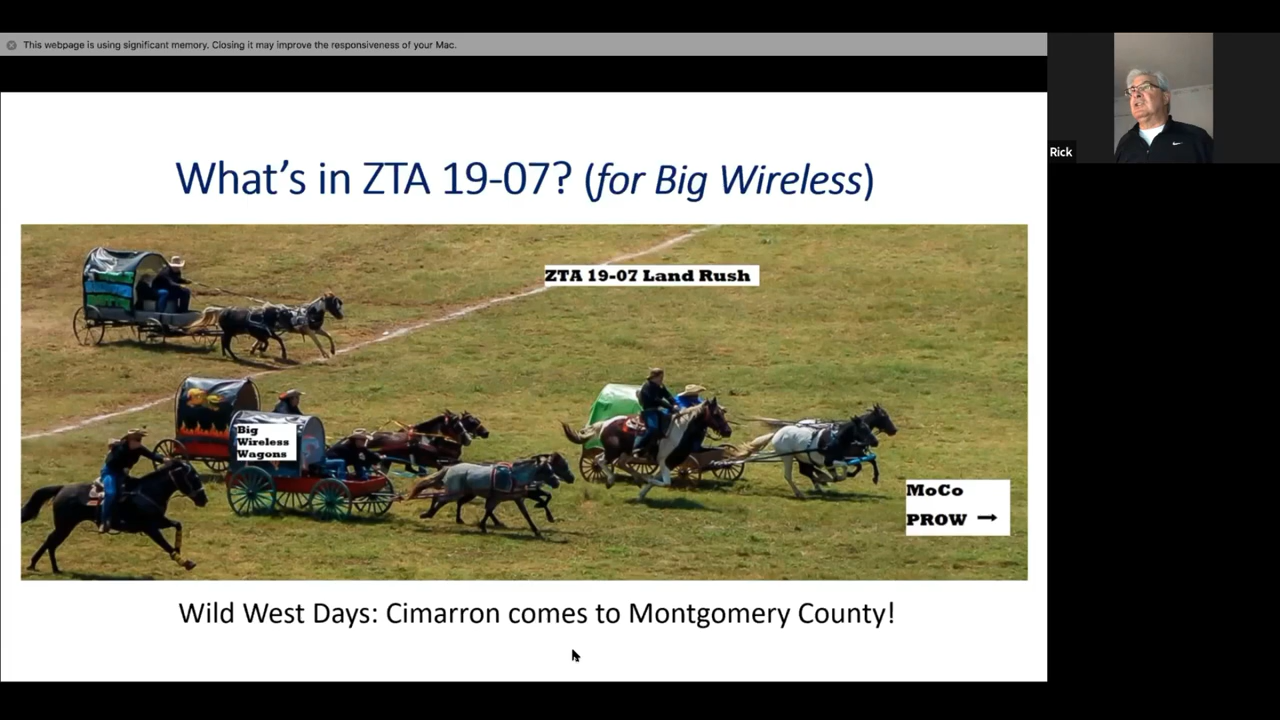 This webpage is using significant memory. Closing it may improve the responsiveness of your Mac.
Rick
What's in ZTA 19-07? (for Big Wireless)
ZTA 19-07 Land Rush
Big
Wireless
Wagons
MoCo
PROW →
Wild West Days: Cimarron comes to Montgomery County!